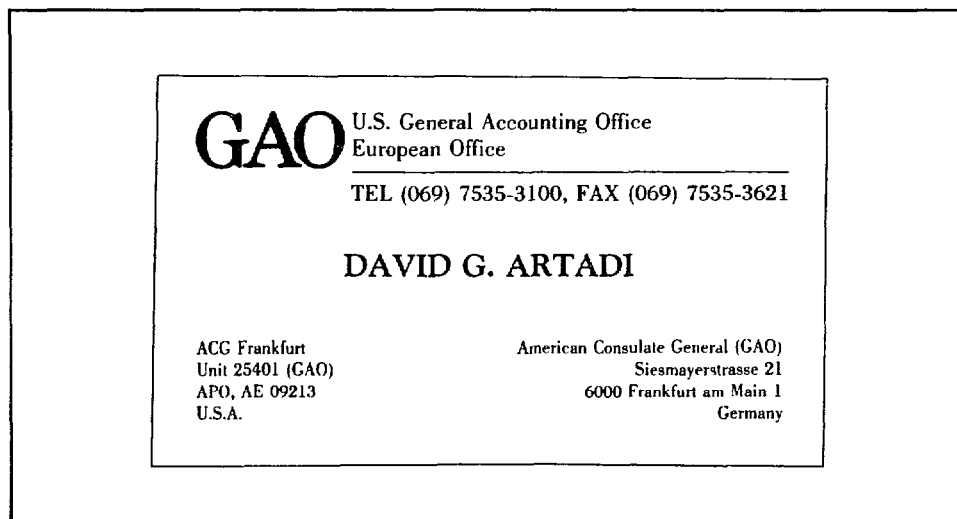 GAO
U.S. General Accounting Office
European Office
TEL (069) 7535-3100, FAX (069) 7535-3621
DAVID G. ARTADI
ACG Frankfurt
Unit 25401 (GAO)
APO, AE 09213
U.S.A.
American Consulate General (GAO)
Siesmayerstrasse 21
6000 Frankfurt am Main 1
Germany